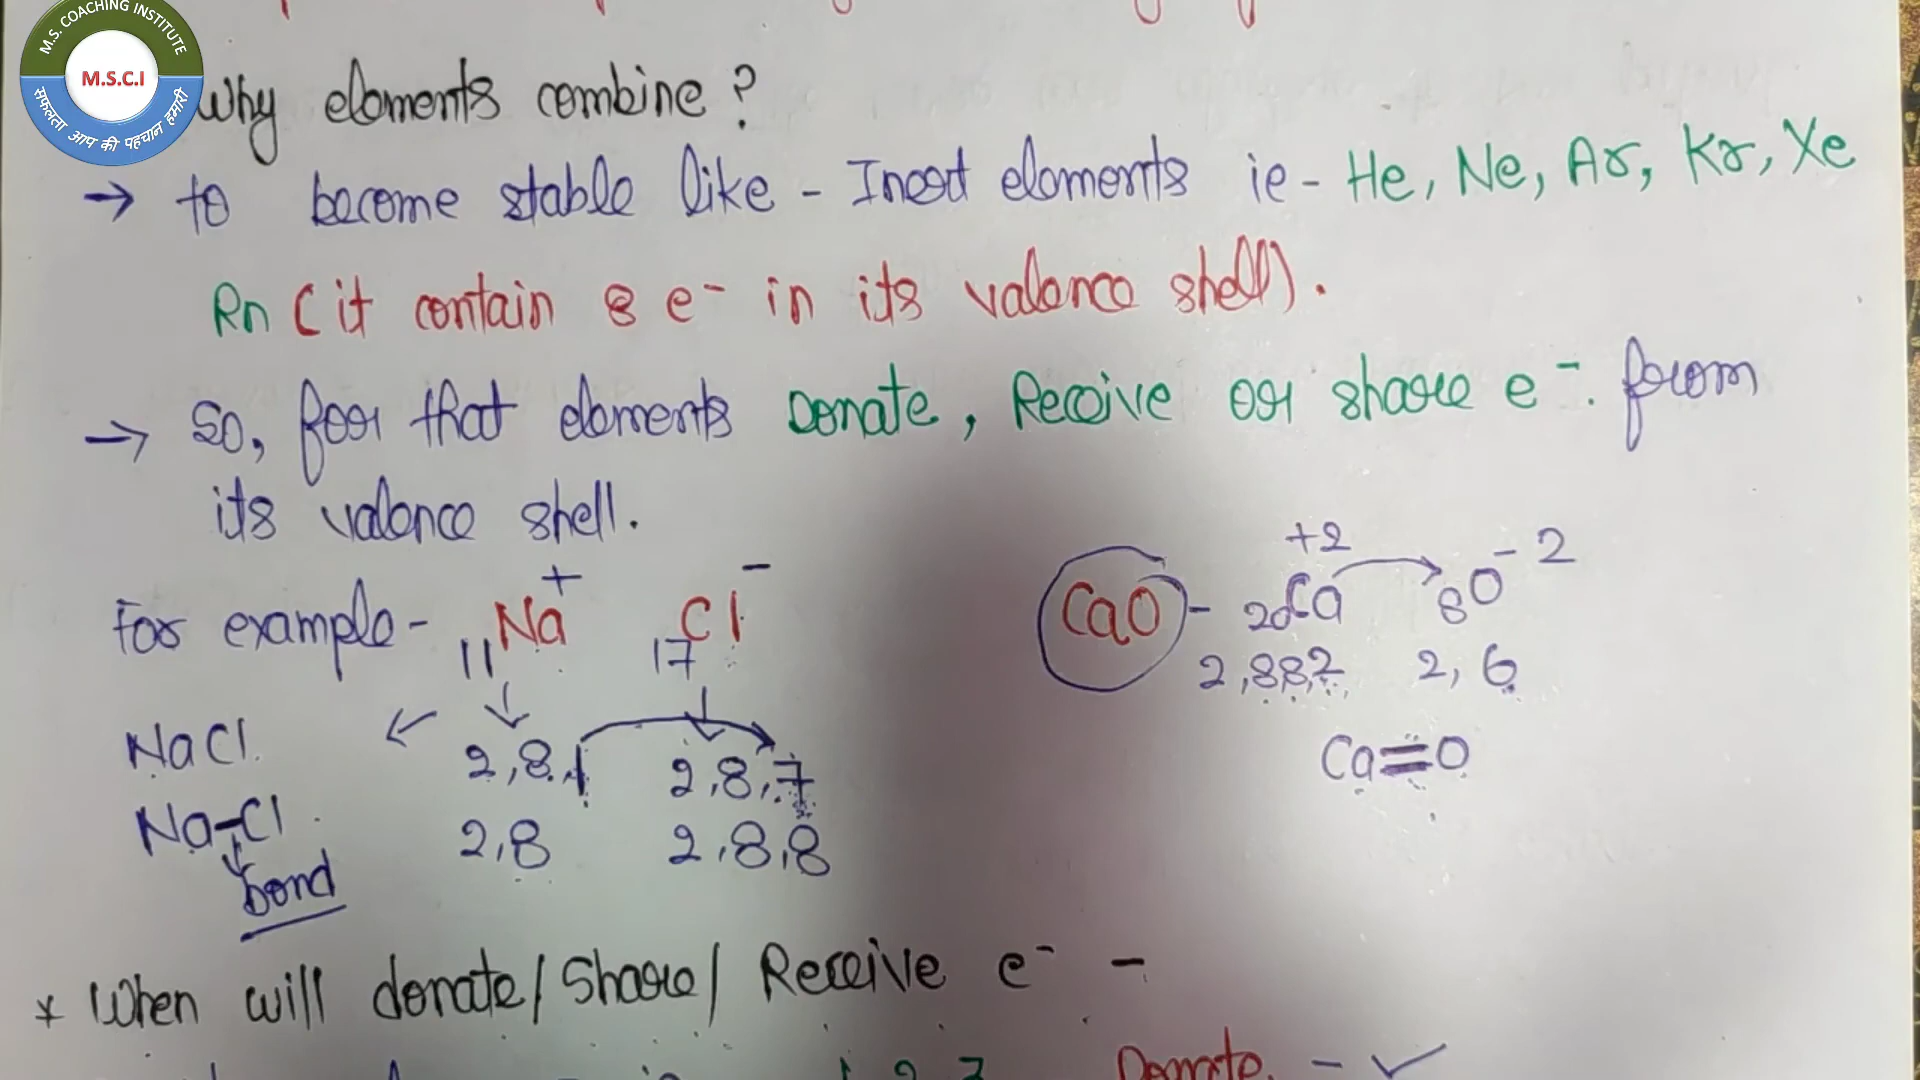 M.S. COACHING INSTITUTE
M.S.C.I
सफलता आप की पहचान हमारी
Why elements combine ?
→ to become stable like - Inert elements ie - He, Ne, Ar, Kr, Xe
Rn ( it contain 8 e⁻ in its valence shell).
→ So, for that elements Donate, Receive or share e⁻. from
its valence shell.
For example - ₁₁Na⁺ ₁₇Cl⁻
CaO - ₂₀Ca⁺² → ₈O⁻²
2,8,8,2 2,6
NaCl. ← 2,8,1 2,8,7
Ca=O
Na-Cl 2,8 2,8,8
bond
* When will donate/Share/Receive e⁻ -
1 2 3 Donate. - ✓